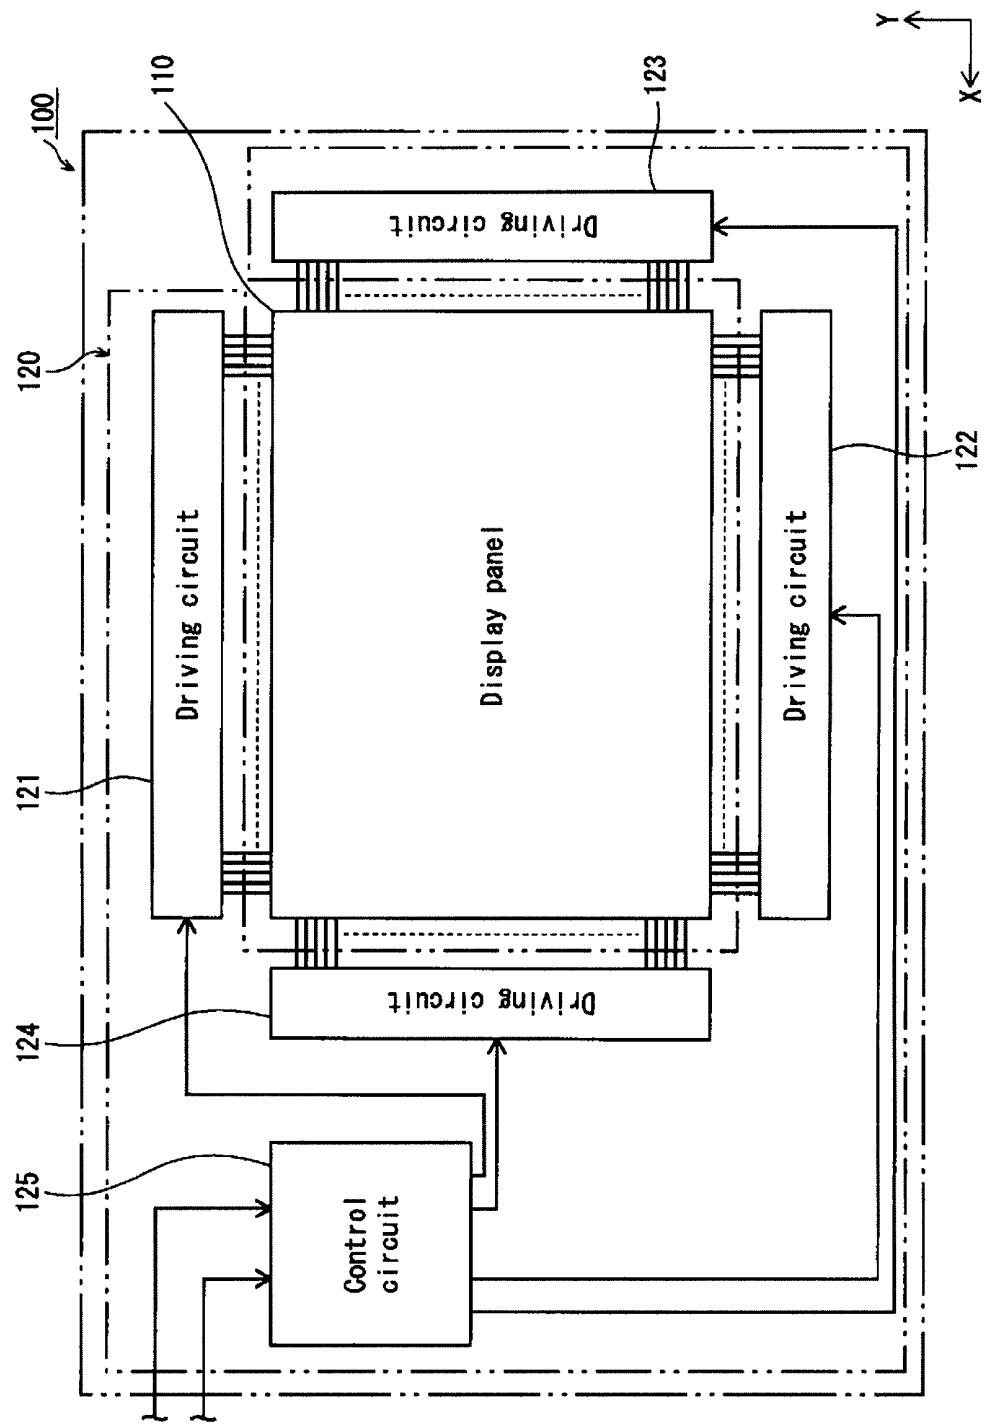 100
110
120
121
Driving circuit
Driving circuit
123
Display panel
Driving circuit
124
Driving circuit
122
125
Control
circuit
Y
X